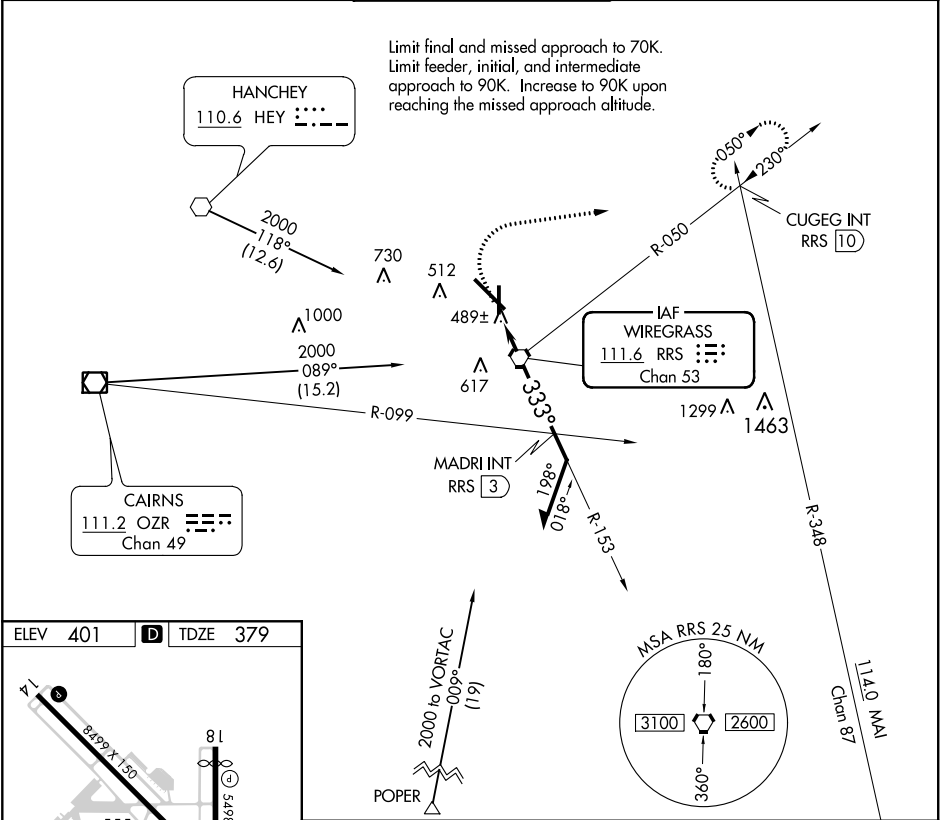 Limit final and missed approach to 70K.
Limit feeder, initial, and intermediate
approach to 90K. Increase to 90K upon
reaching the missed approach altitude.
HANCHEY
110.6 HEY
2000
118°
(12.6)
050°
230°
CUGEG INT
RRS 10
R-050
730
512
489±
1000
617
IAF
WIREGRASS
111.6 RRS
Chan 53
2000
089°
(15.2)
R-099
333°
1299
1463
MADRI INT
RRS 3
198°
018°
R-153
R-348
CAIRNS
111.2 OZR
Chan 49
114.0 MAI
Chan 87
2000 to VORTAC
009°
(19)
POPER
MSA RRS 25 NM
180°
3100
2600
360°
ELEV 401
D
TDZE 379
14
P
8499 X 150
18
P
5498